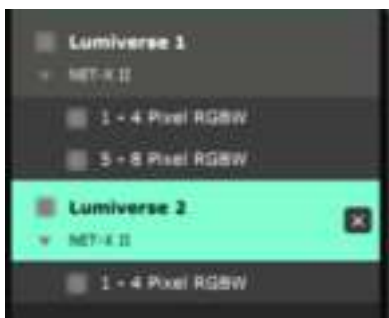 Lumiverse 1
NET-X II
1 - 4 Pixel RGBW
5 - 8 Pixel RGBW
Lumiverse 2
NET-X II
1 - 4 Pixel RGBW